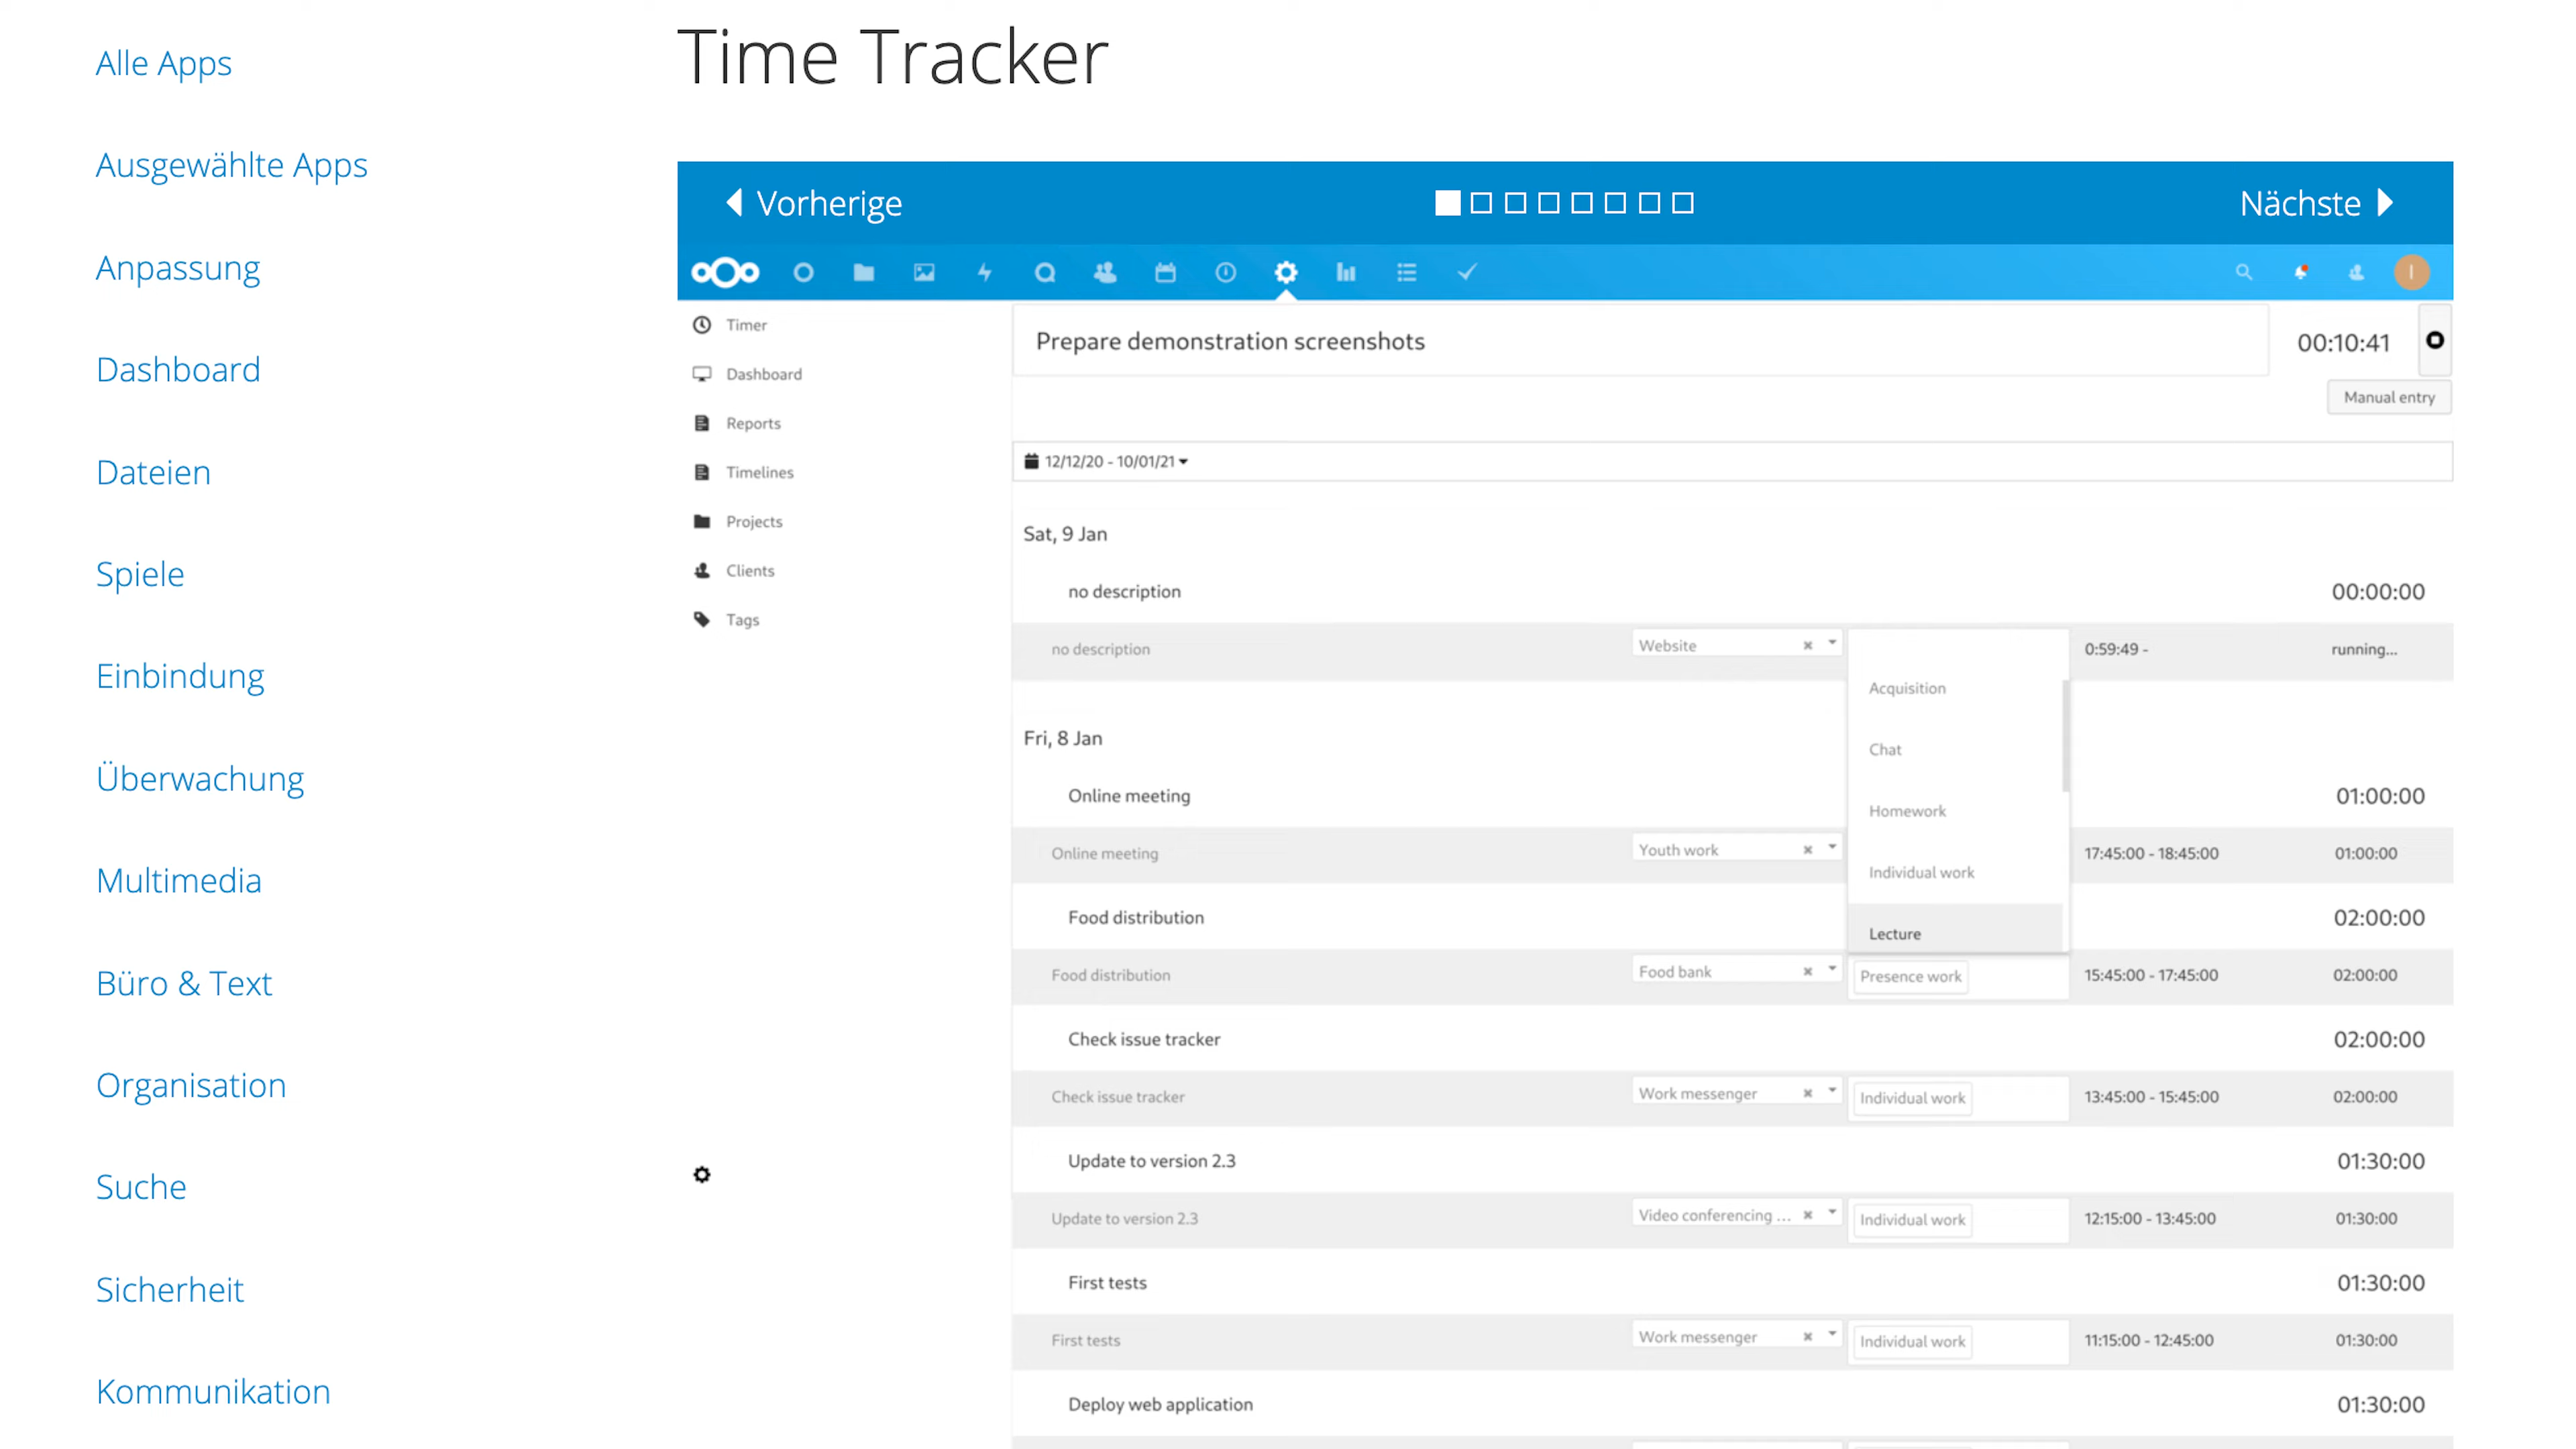 Alle Apps
Ausgewählte Apps
Anpassung
Dashboard
Dateien
Spiele
Einbindung
Überwachung
Multimedia
Büro & Text
Organisation
Suche
Sicherheit
Kommunikation
Time Tracker
Vorherige
Nächste
I
Timer
Dashboard
Reports
Timelines
Projects
Clients
Tags
Prepare demonstration screenshots 00:10:41
Manual entry
12/12/20 - 10/01/21
Sat, 9 Jan
no description 00:00:00
no description Website 0:59:49 - running...
Acquisition
Chat
Homework
Individual work
Lecture
Fri, 8 Jan
Online meeting 01:00:00
Online meeting Youth work 17:45:00 - 18:45:00 01:00:00
Food distribution 02:00:00
Food distribution Food bank Presence work 15:45:00 - 17:45:00 02:00:00
Check issue tracker 02:00:00
Check issue tracker Work messenger Individual work 13:45:00 - 15:45:00 02:00:00
Update to version 2.3 01:30:00
Update to version 2.3 Video conferencing ... Individual work 12:15:00 - 13:45:00 01:30:00
First tests 01:30:00
First tests Work messenger Individual work 11:15:00 - 12:45:00 01:30:00
Deploy web application 01:30:00